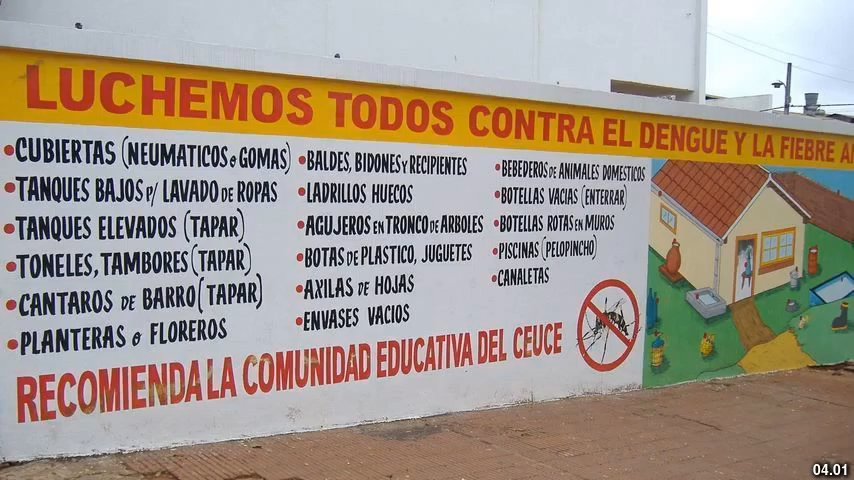 LUCHEMOS TODOS CONTRA EL DENGUE Y LA FIEBRE
•CUBIERTAS (NEUMATICOS o GOMAS)
•TANQUES BAJOS P/ LAVADO DE ROPAS
•TANQUES ELEVADOS (TAPAR)
•TONELES, TAMBORES (TAPAR)
•CANTAROS DE BARRO (TAPAR)
•PLANTERAS o FLOREROS
•BALDES, BIDONES Y RECIPIENTES
•LADRILLOS HUECOS
•AGUJEROS EN TRONCO DE ARBOLES
•BOTAS DE PLASTICO, JUGUETES
•AXILAS DE HOJAS
•ENVASES VACIOS
•BEBEDEROS DE ANIMALES DOMESTICOS
•BOTELLAS VACIAS (ENTERRAR)
•BOTELLAS ROTAS EN MUROS
•PISCINAS (PELOPINCHO)
•CANALETAS
RECOMIENDA LA COMUNIDAD EDUCATIVA DEL CEUCE
04.01